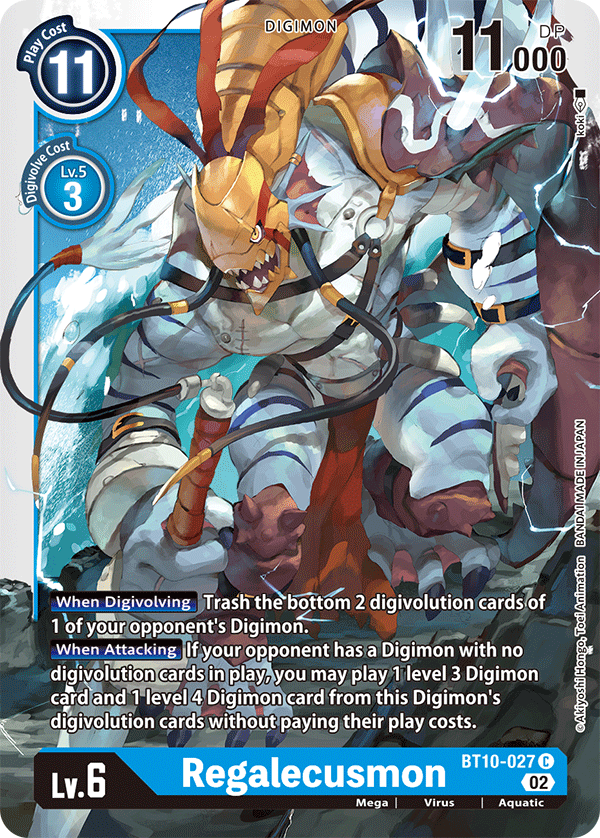 DIGIMON
Play Cost
11
DP
11000
Digivolve Cost
Lv.5
3
koki
When Digivolving Trash the bottom 2 digivolution cards of
1 of your opponent's Digimon.
When Attacking If your opponent has a Digimon with no
digivolution cards in play, you may play 1 level 3 Digimon
card and 1 level 4 Digimon card from this Digimon's
digivolution cards without paying their play costs.
©Akiyoshi Hongo, Toei Animation BANDAI MADE IN JAPAN
Lv.6
Regalecusmon
BT10-027 C
02
Mega | Virus | Aquatic